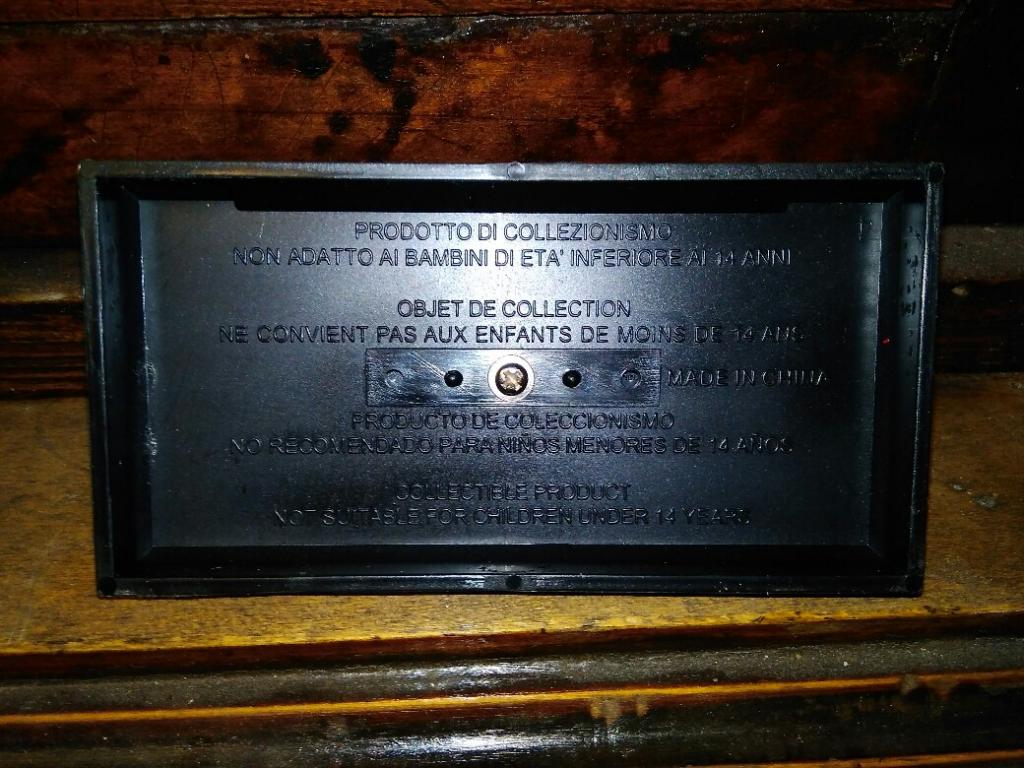 PRODOTTO DI COLLEZIONISMO
NON ADATTO AI BAMBINI DI ETA' INFERIORE AI 14 ANNI
OBJET DE COLLECTION
NE CONVIENT PAS AUX ENFANTS DE MOINS DE 14 ANS
MADE IN CHINA
PRODUCTO DE COLECCIONISMO
NO RECOMENDADO PARA NIÑOS MENORES DE 14 AÑOS
COLLECTIBLE PRODUCT
NOT SUITABLE FOR CHILDREN UNDER 14 YEARS